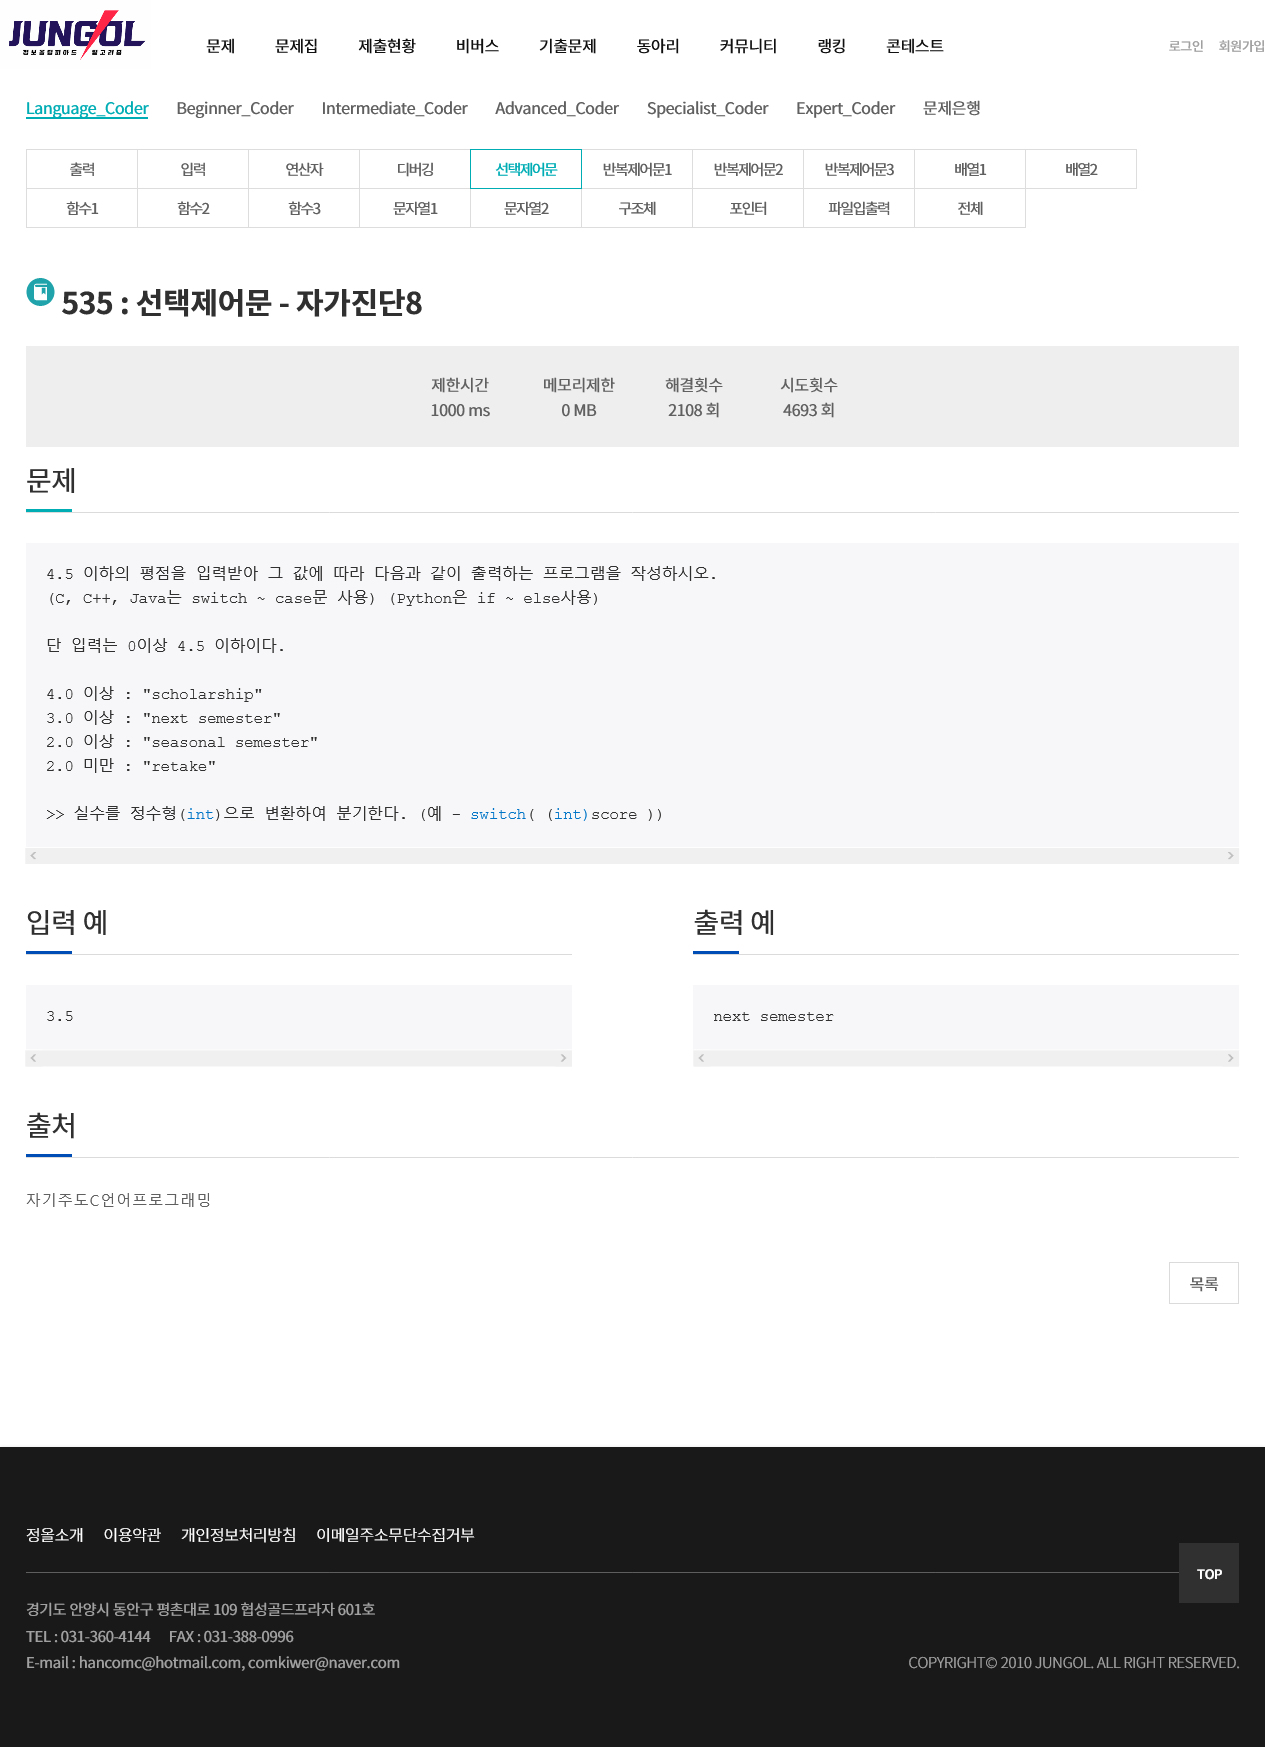 JUNGOL
정보올림피아드 알고리즘
문제 문제집 제출현황 비버스 기출문제 동아리 커뮤니티 랭킹 콘테스트 로그인 회원가입
Language_Coder Beginner_Coder Intermediate_Coder Advanced_Coder Specialist_Coder Expert_Coder 문제은행
출력 입력 연산자 디버깅 선택제어문 반복제어문1 반복제어문2 반복제어문3 배열1 배열2
함수1 함수2 함수3 문자열1 문자열2 구조체 포인터 파일입출력 전체
535 : 선택제어문 - 자가진단8
제한시간 메모리제한 해결횟수 시도횟수
1000 ms 0 MB 2108 회 4693 회
문제
4.5 이하의 평점을 입력받아 그 값에 따라 다음과 같이 출력하는 프로그램을 작성하시오.
(C, C++, Java는 switch ~ case문 사용) (Python은 if ~ else사용)
단 입력는 0이상 4.5 이하이다.
4.0 이상 : "scholarship"
3.0 이상 : "next semester"
2.0 이상 : "seasonal semester"
2.0 미만 : "retake"
>> 실수를 정수형(int)으로 변환하여 분기한다. (예 - switch( (int)score ))
입력 예 출력 예
3.5 next semester
출처
자기주도C언어프로그래밍
목록
정올소개 이용약관 개인정보처리방침 이메일주소무단수집거부
TOP
경기도 안양시 동안구 평촌대로 109 협성골드프라자 601호
TEL : 031-360-4144 FAX : 031-388-0996
E-mail : hancomc@hotmail.com, comkiwer@naver.com COPYRIGHT© 2010 JUNGOL. ALL RIGHT RESERVED.